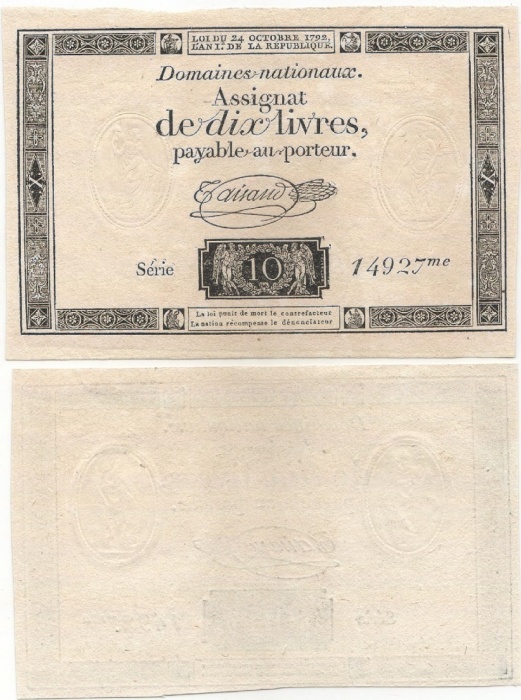 LOI DU 24 OCTOBRE 1792,
L'AN I. DE LA REPUBLIQUE.
Domaines nationaux.
Assignat
de dix livres,
payable au porteur.
Taisaud
X
X
Série
10
14927me
La loi punit de mort le contrefacteur
La nation récompense le dénonciateur